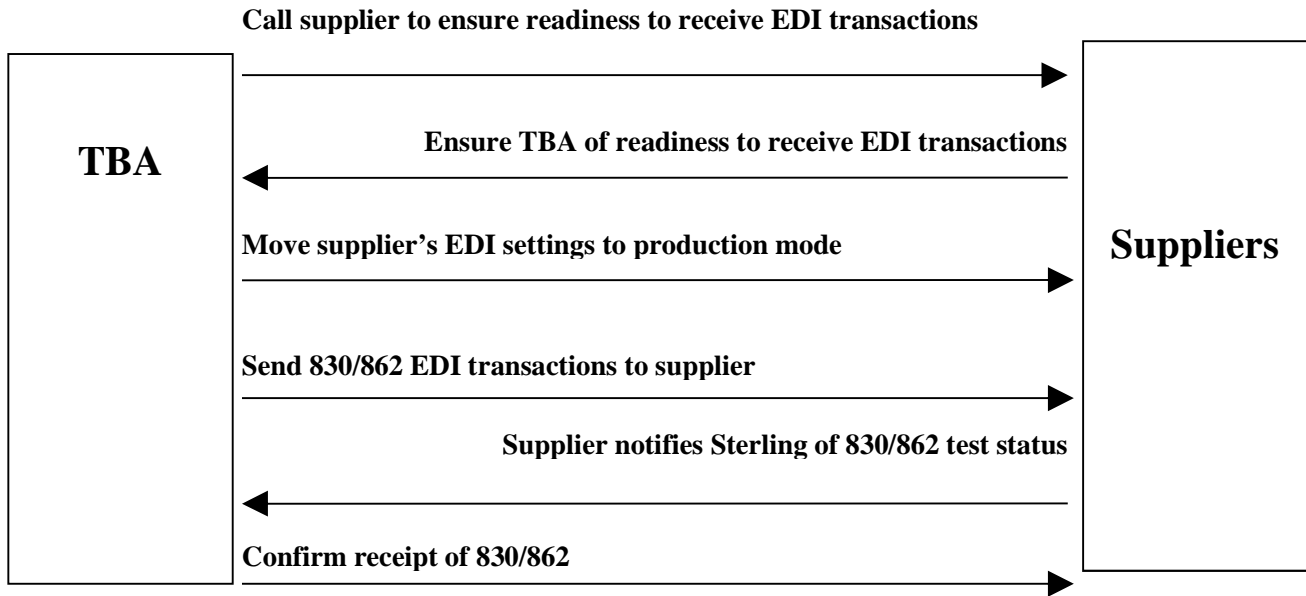 Call supplier to ensure readiness to receive EDI transactions
Ensure TBA of readiness to receive EDI transactions
TBA
Move supplier's EDI settings to production mode
Suppliers
Send 830/862 EDI transactions to supplier
Supplier notifies Sterling of 830/862 test status
Confirm receipt of 830/862